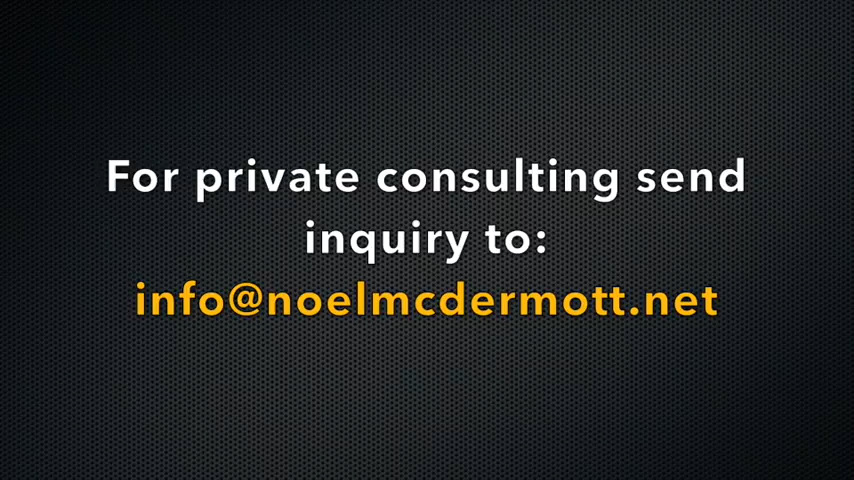 For private consulting send
inquiry to:
info@noelmcdermott.net